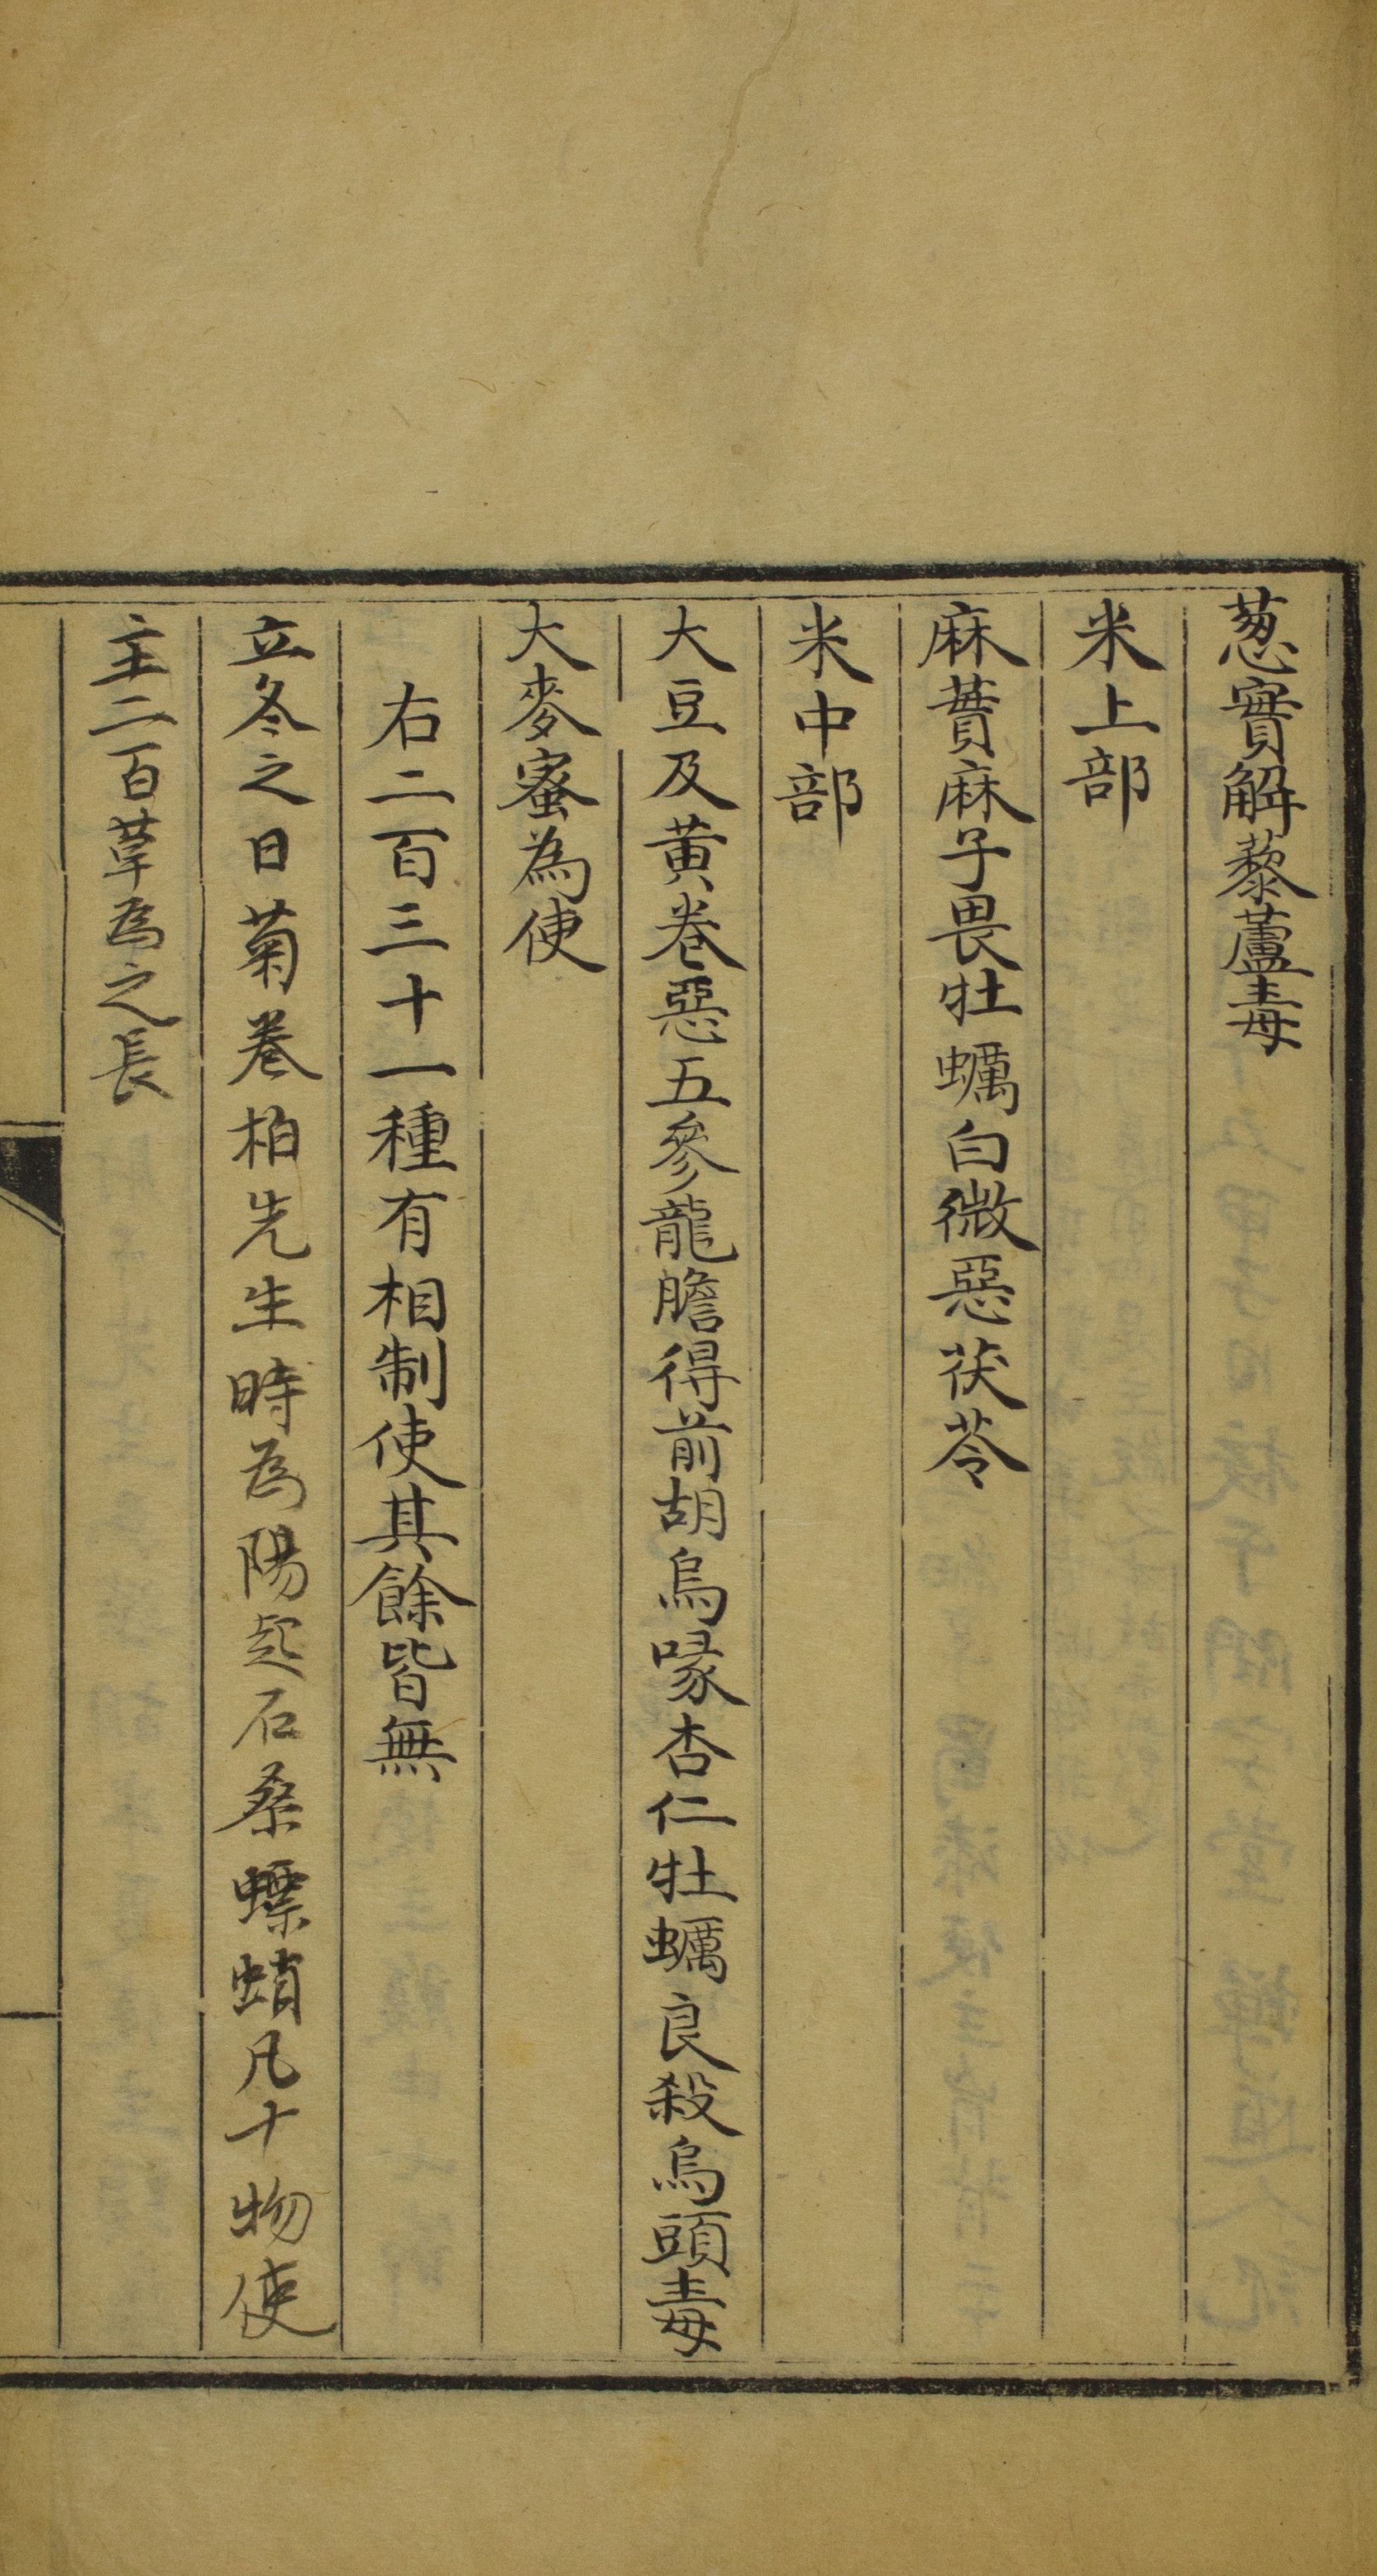 葱實解藜蘆毒
米上部
麻蕡麻子畏牡蠣白微惡茯苓
米中部
大豆及黃卷惡五參龍膽得前胡烏喙杏仁牡蠣良殺烏頭毒
大麥蜜為使
右二百三十一種有相制使其餘皆無
立冬之日菊卷柏先生時為陽起石桑螵蛸凡十物使
主二百草為之長